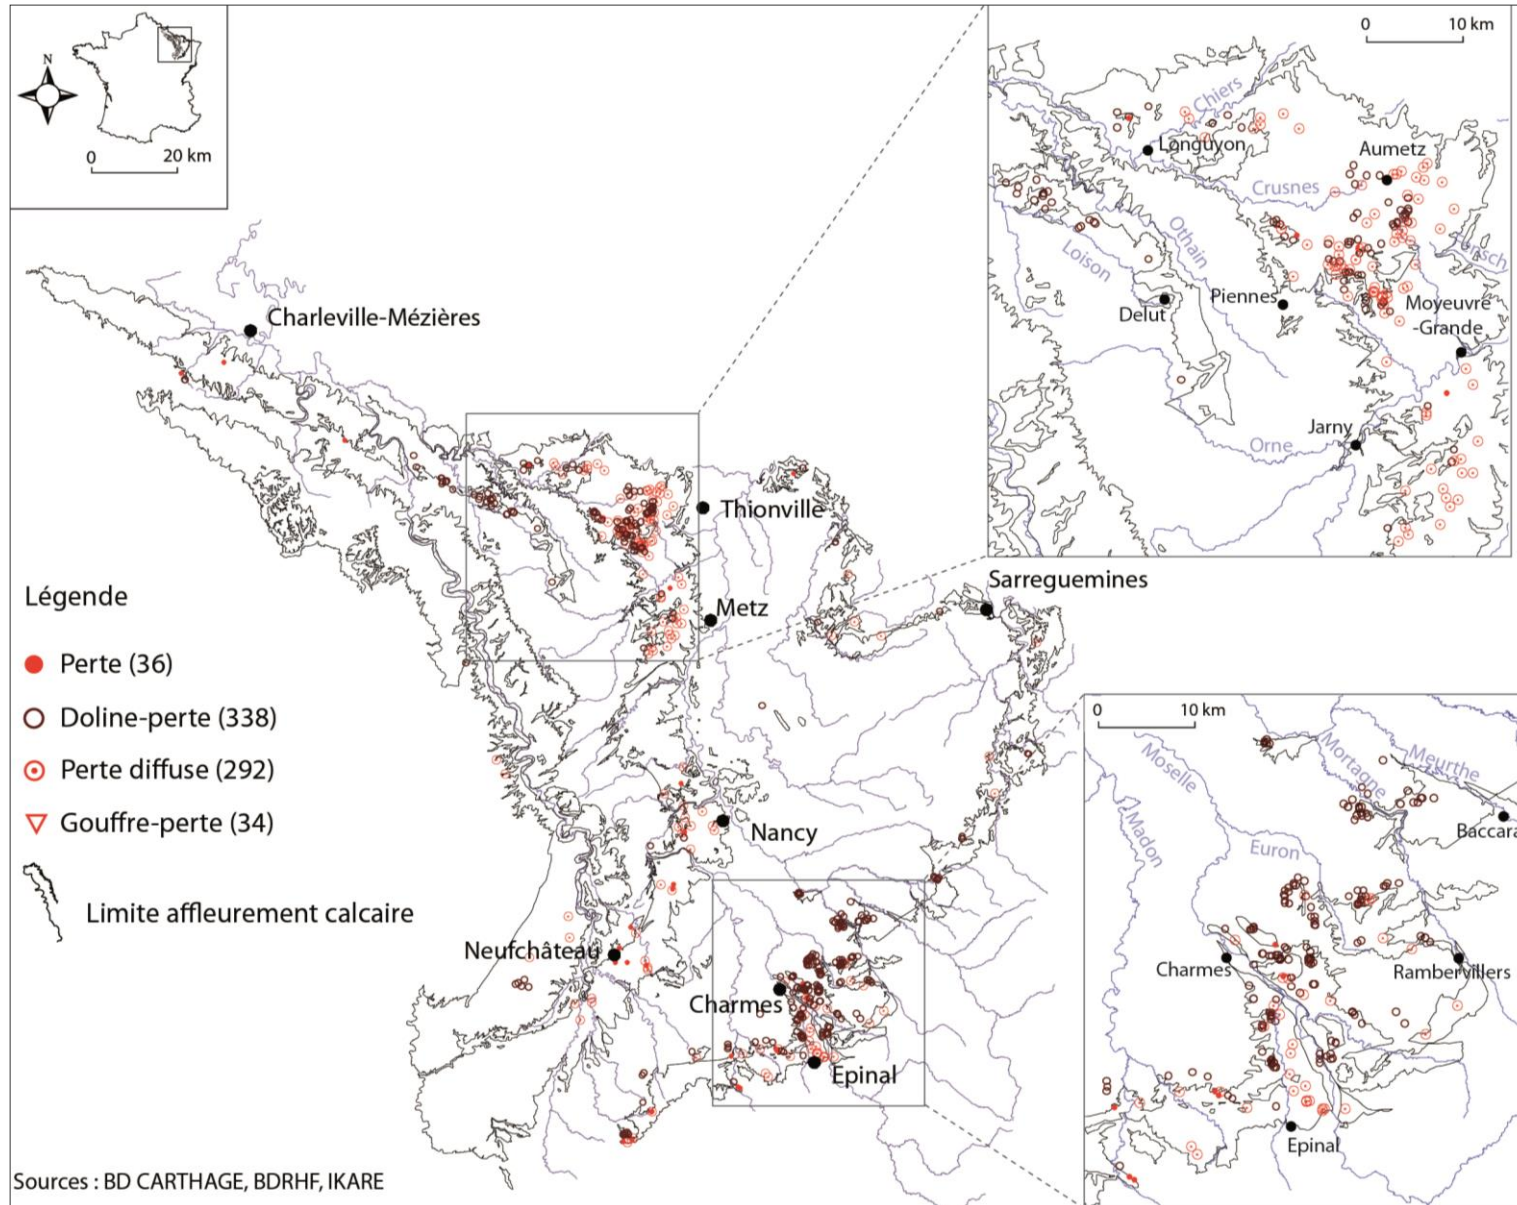 N
0 20 km
Charleville-Mézières
Thionville
Metz
Sarreguemines
Nancy
Neufchâteau
Charmes
Epinal
Légende
Perte (36)
Doline-perte (338)
Perte diffuse (292)
Gouffre-perte (34)
Limite affleurement calcaire
Sources : BD CARTHAGE, BDRHF, IKARE
0 10 km
Chiers
Longuyon
Aumetz
Crusnes
Othain
Loison
Delut
Piennes
Moyeuvre
-Grande
Jarny
Orne
0 10 km
Moselle
Mortagne
Meurthe
Madon
Euron
Baccara
Charmes
Rambervillers
Epinal